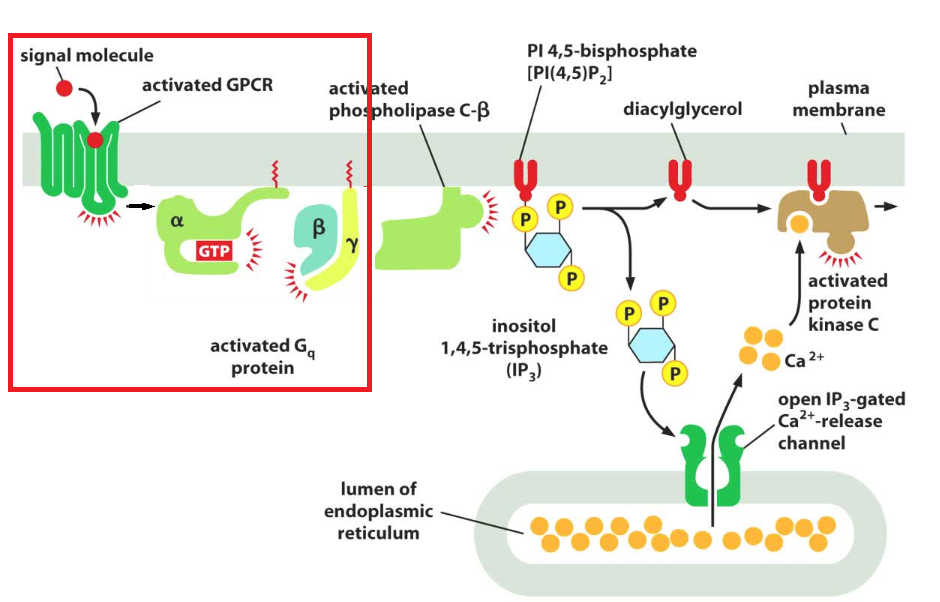 signal molecule
activated GPCR
activated
phospholipase C-β
PI 4,5-bisphosphate
[PI(4,5)P₂]
diacylglycerol
plasma
membrane
α
GTP
β
γ
P
P
P
activated Gq
protein
inositol
1,4,5-trisphosphate
(IP₃)
P
P
P
activated
protein
kinase C
Ca²⁺
open IP₃-gated
Ca²⁺-release
channel
lumen of
endoplasmic
reticulum